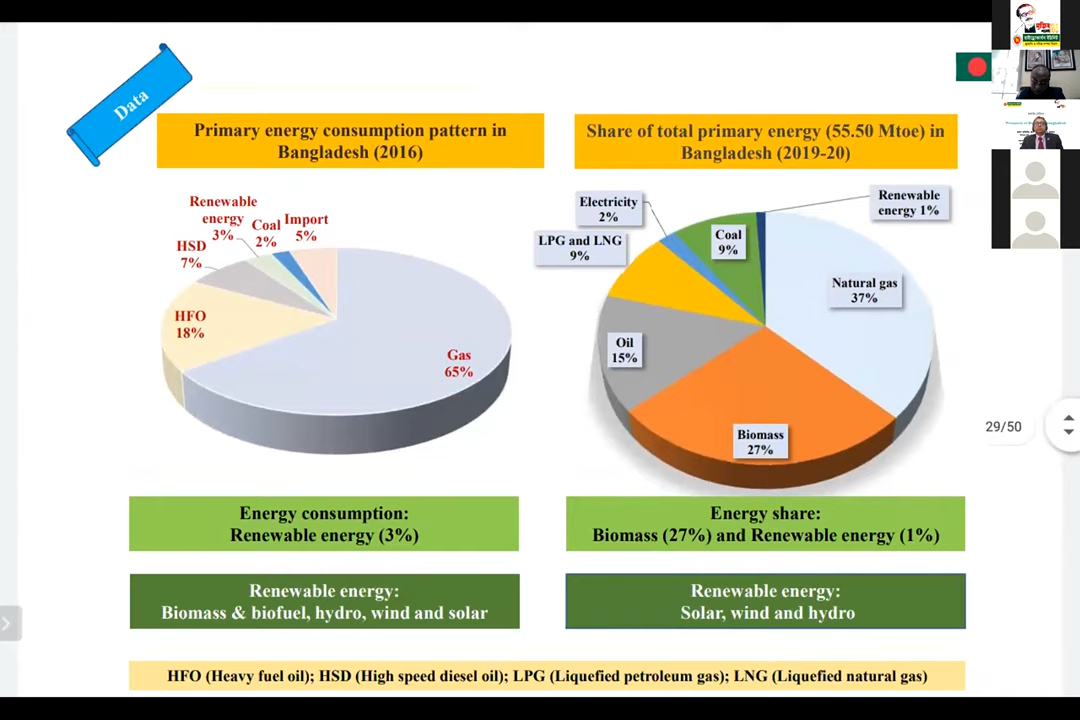 Data
Primary energy consumption pattern in
Bangladesh (2016)
Share of total primary energy (55.50 Mtoe) in
Bangladesh (2019-20)
Renewable
energy
3%
Coal
2%
Import
5%
HSD
7%
HFO
18%
Gas
65%
Electricity
2%
LPG and LNG
9%
Coal
9%
Renewable
energy 1%
Natural gas
37%
Oil
15%
Biomass
27%
29/50
Energy consumption:
Renewable energy (3%)
Energy share:
Biomass (27%) and Renewable energy (1%)
Renewable energy:
Biomass & biofuel, hydro, wind and solar
Renewable energy:
Solar, wind and hydro
HFO (Heavy fuel oil); HSD (High speed diesel oil); LPG (Liquefied petroleum gas); LNG (Liquefied natural gas)